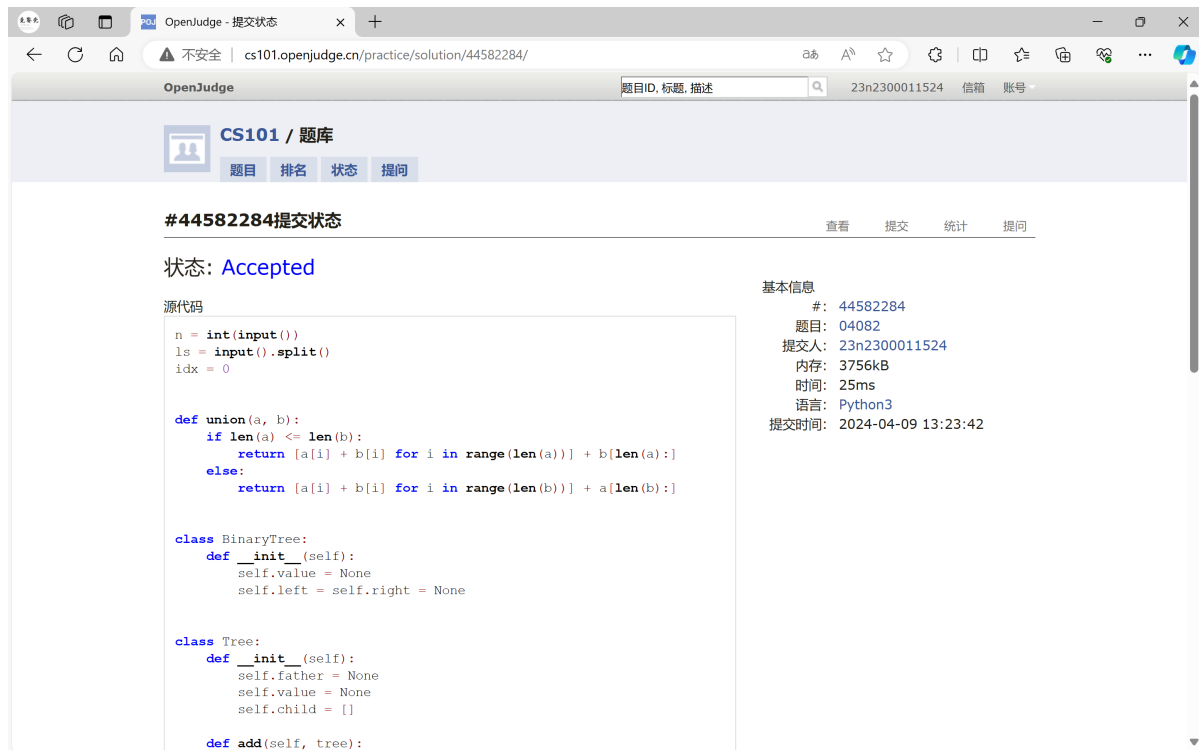 OpenJudge - 提交状态
不安全 | cs101.openjudge.cn/practice/solution/44582284/
OpenJudge
题目ID, 标题, 描述
23n2300011524 信箱 账号
CS101 / 题库
题目 排名 状态 提问
#44582284提交状态
查看 提交 统计 提问
状态: Accepted
源代码
n = int(input())
ls = input().split()
idx = 0
def union(a, b):
    if len(a) <= len(b):
        return [a[i] + b[i] for i in range(len(a))] + b[len(a):]
    else:
        return [a[i] + b[i] for i in range(len(b))] + a[len(b):]
class BinaryTree:
    def __init__(self):
        self.value = None
        self.left = self.right = None
class Tree:
    def __init__(self):
        self.father = None
        self.value = None
        self.child = []
    def add(self, tree):
基本信息
#: 44582284
题目: 04082
提交人: 23n2300011524
内存: 3756kB
时间: 25ms
语言: Python3
提交时间: 2024-04-09 13:23:42